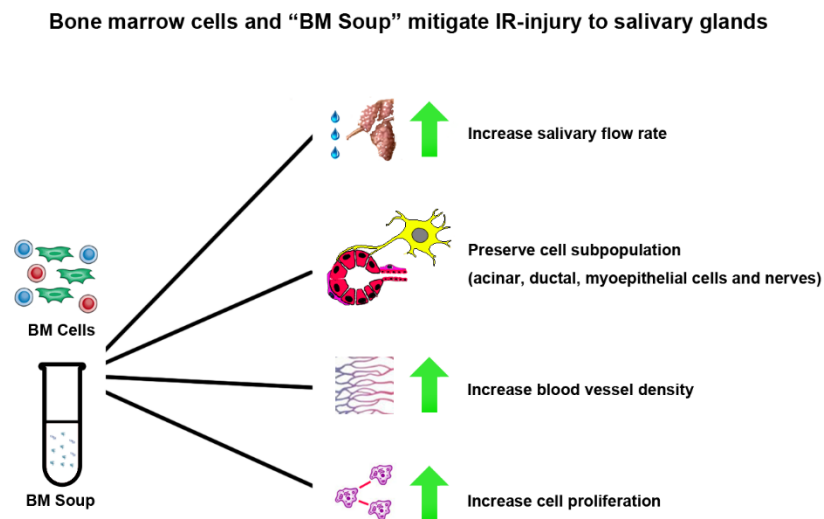 Bone marrow cells and “BM Soup” mitigate IR-injury to salivary glands
Increase salivary flow rate
Preserve cell subpopulation
(acinar, ductal, myoepithelial cells and nerves)
BM Cells
Increase blood vessel density
BM Soup
Increase cell proliferation